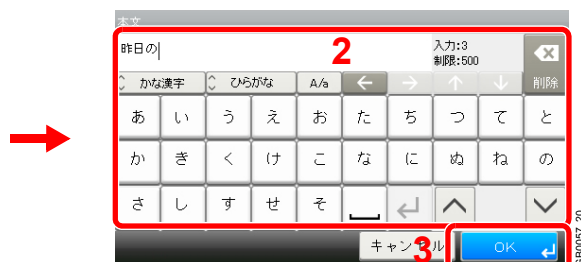 本文
昨日の 2 入力:3
制限:500
かな漢字 ひらがな A/a ← → ↑ ↓ 削除
あ い う え お た ち つ て と
か き く け こ な に ぬ ね の
さ し す せ そ
キャンセル 3 OK